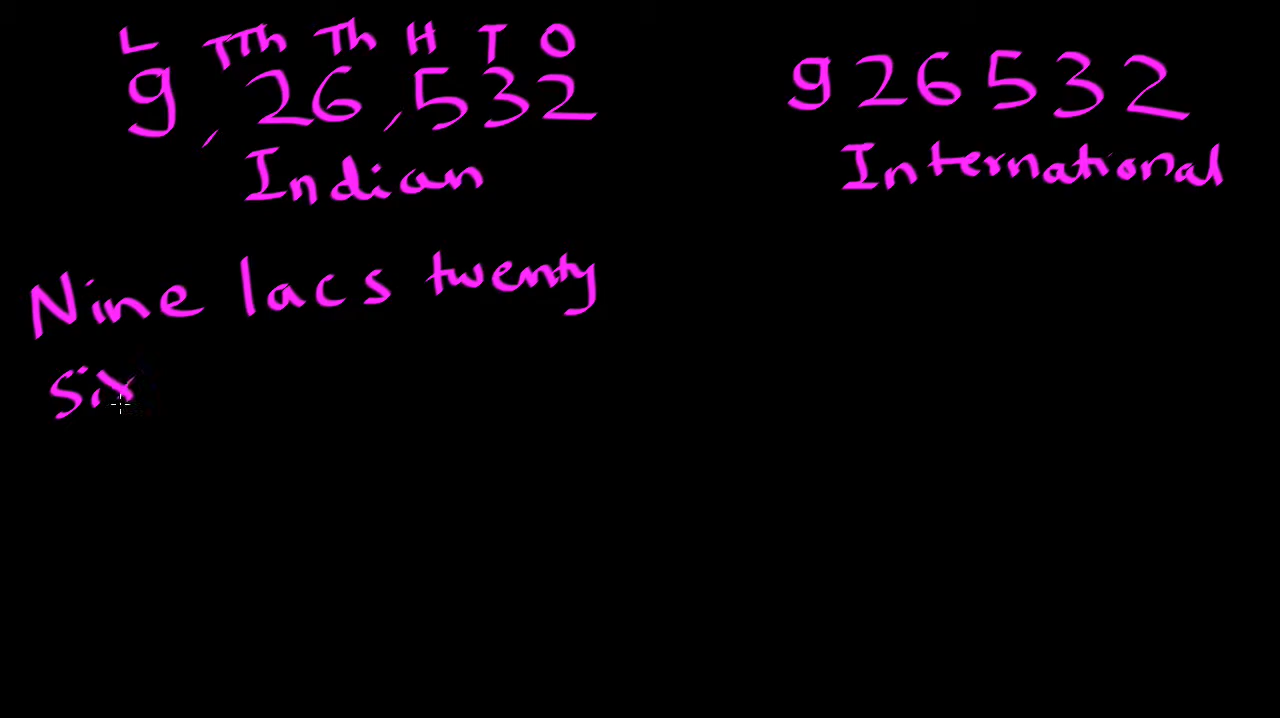 L TTh Th H T O
9,26,532
Indian
926532
International
Nine lacs twenty
six